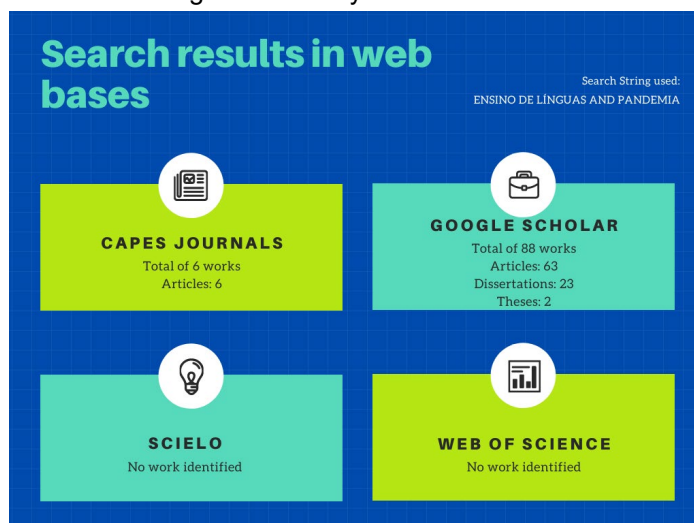 Search results in web
bases
Search String used:
ENSINO DE LÍNGUAS AND PANDEMIA
CAPES JOURNALS
Total of 6 works
Articles: 6
GOOGLE SCHOLAR
Total of 88 works
Articles: 63
Dissertations: 23
Theses: 2
SCIELO
No work identified
WEB OF SCIENCE
No work identified